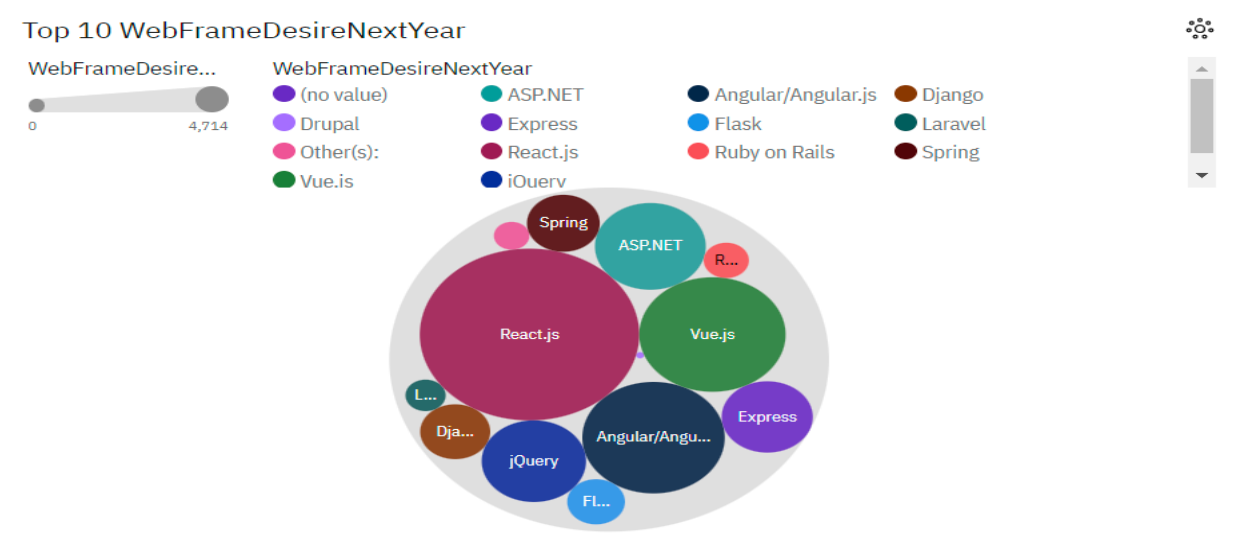 Top 10 WebFrameDesireNextYear
WebFrameDesire... WebFrameDesireNextYear
0 4,714
(no value) ASP.NET Angular/Angular.js Django
Drupal Express Flask Laravel
Other(s): React.js Ruby on Rails Spring
Vue.js jQuery
Spring
ASP.NET
R...
React.js
Vue.js
L...
Express
Dja...
Angular/Angu...
jQuery
Fl...